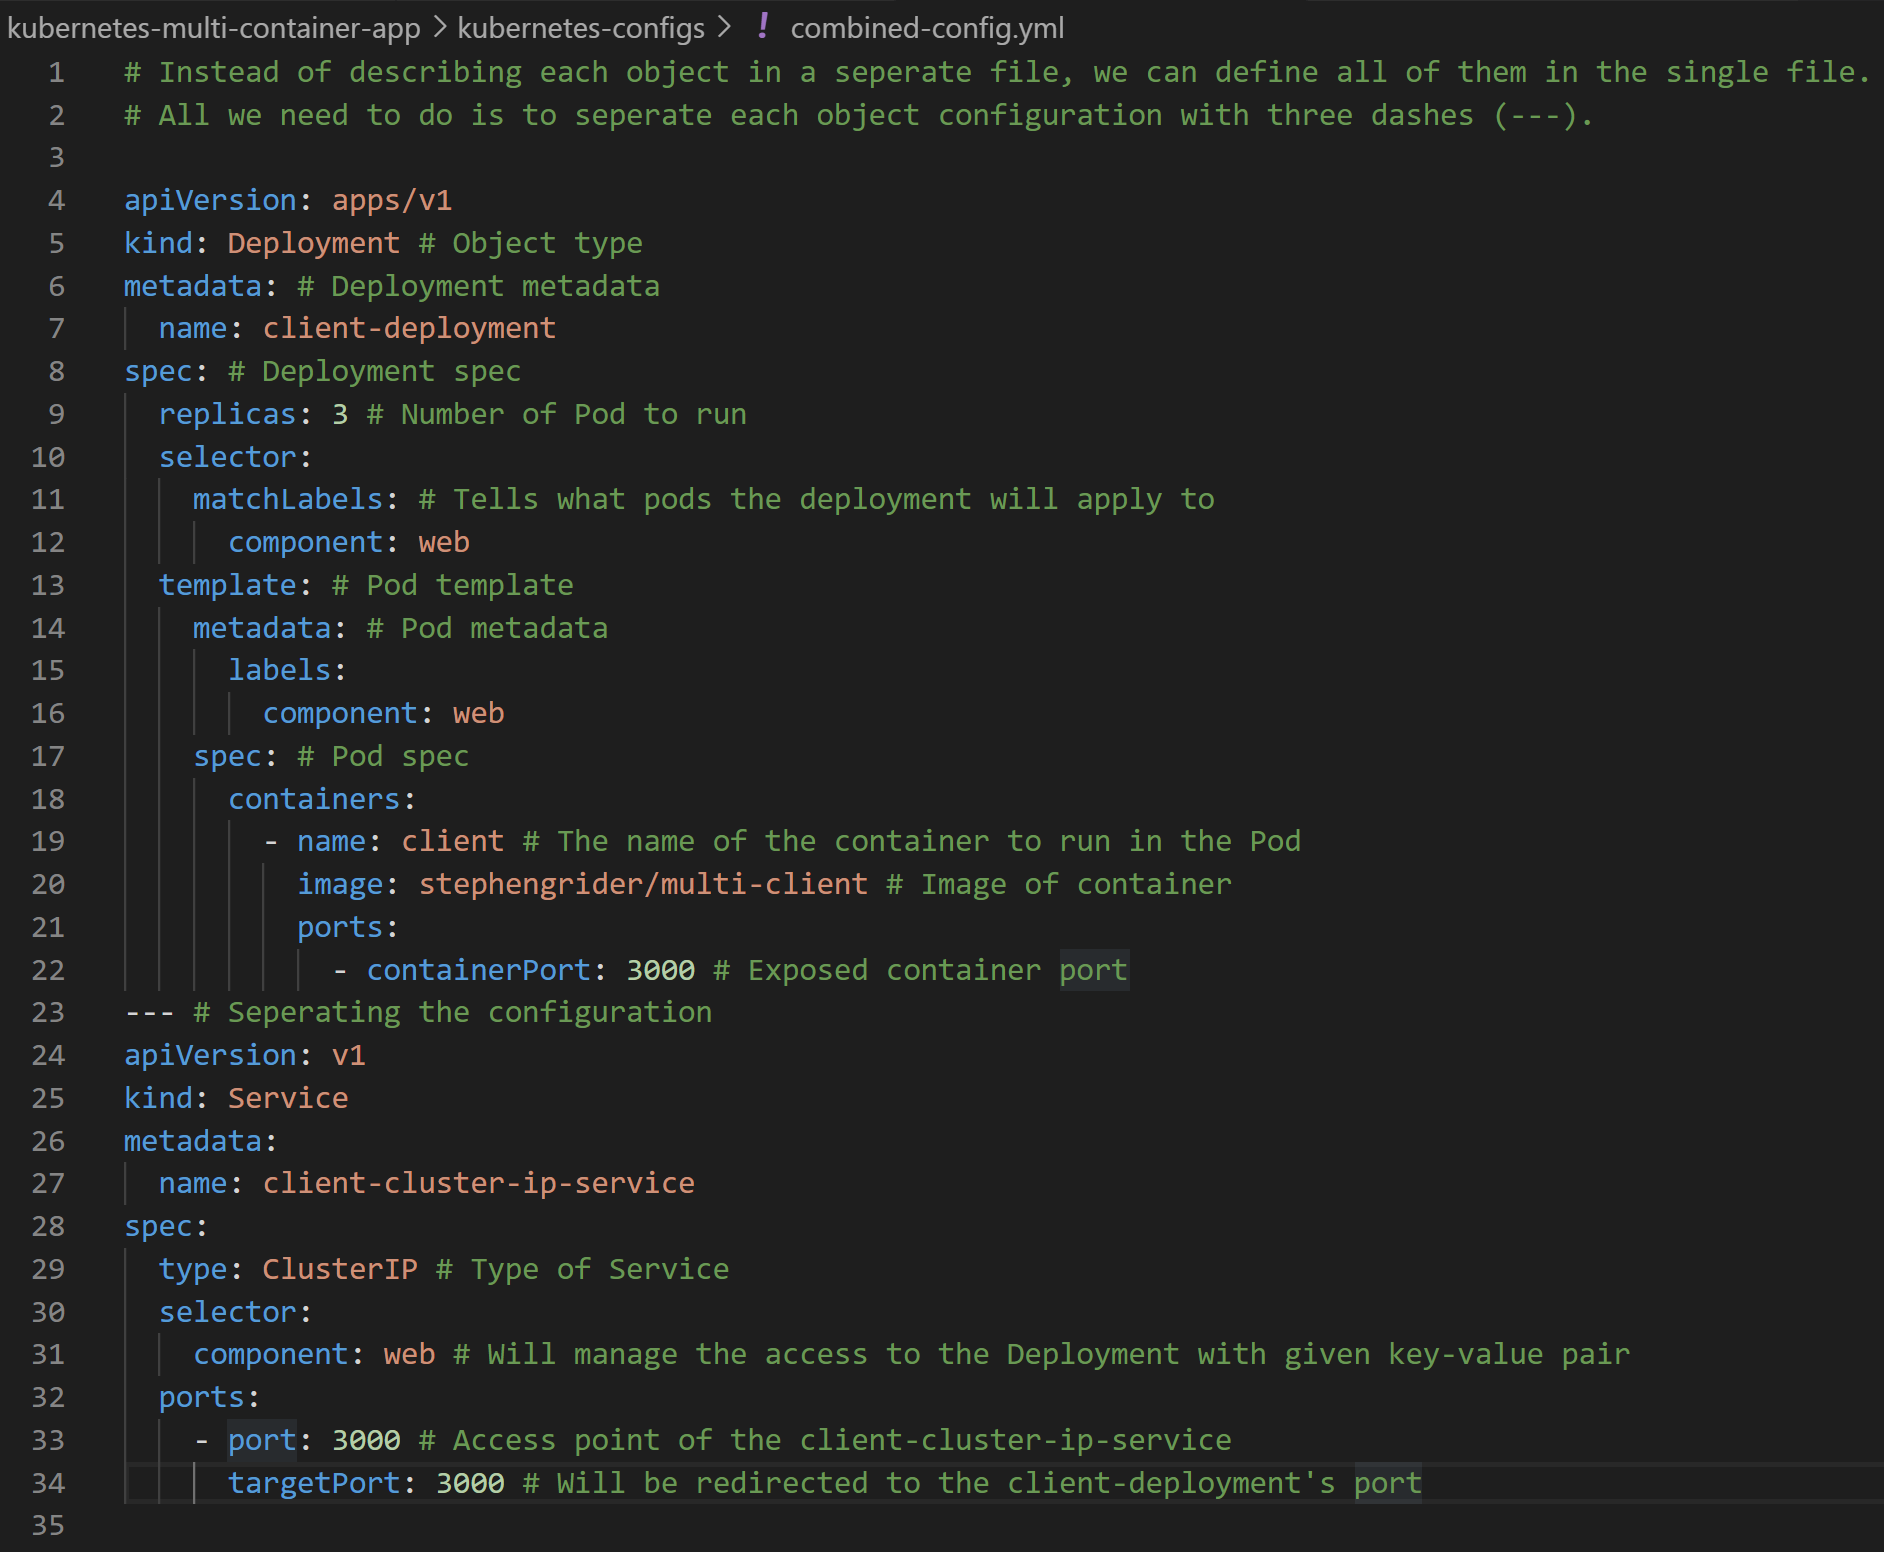 kubernetes-multi-container-app > kubernetes-configs > ! combined-config.yml
1 # Instead of describing each object in a seperate file, we can define all of them in the single file.
2 # All we need to do is to seperate each object configuration with three dashes (---).
3
4 apiVersion: apps/v1
5 kind: Deployment # Object type
6 metadata: # Deployment metadata
7   name: client-deployment
8 spec: # Deployment spec
9   replicas: 3 # Number of Pod to run
10   selector:
11     matchLabels: # Tells what pods the deployment will apply to
12       component: web
13   template: # Pod template
14     metadata: # Pod metadata
15       labels:
16         component: web
17     spec: # Pod spec
18       containers:
19         - name: client # The name of the container to run in the Pod
20           image: stephengrider/multi-client # Image of container
21           ports:
22             - containerPort: 3000 # Exposed container port
23 --- # Seperating the configuration
24 apiVersion: v1
25 kind: Service
26 metadata:
27   name: client-cluster-ip-service
28 spec:
29   type: ClusterIP # Type of Service
30   selector:
31     component: web # Will manage the access to the Deployment with given key-value pair
32   ports:
33     - port: 3000 # Access point of the client-cluster-ip-service
34       targetPort: 3000 # Will be redirected to the client-deployment's port
35